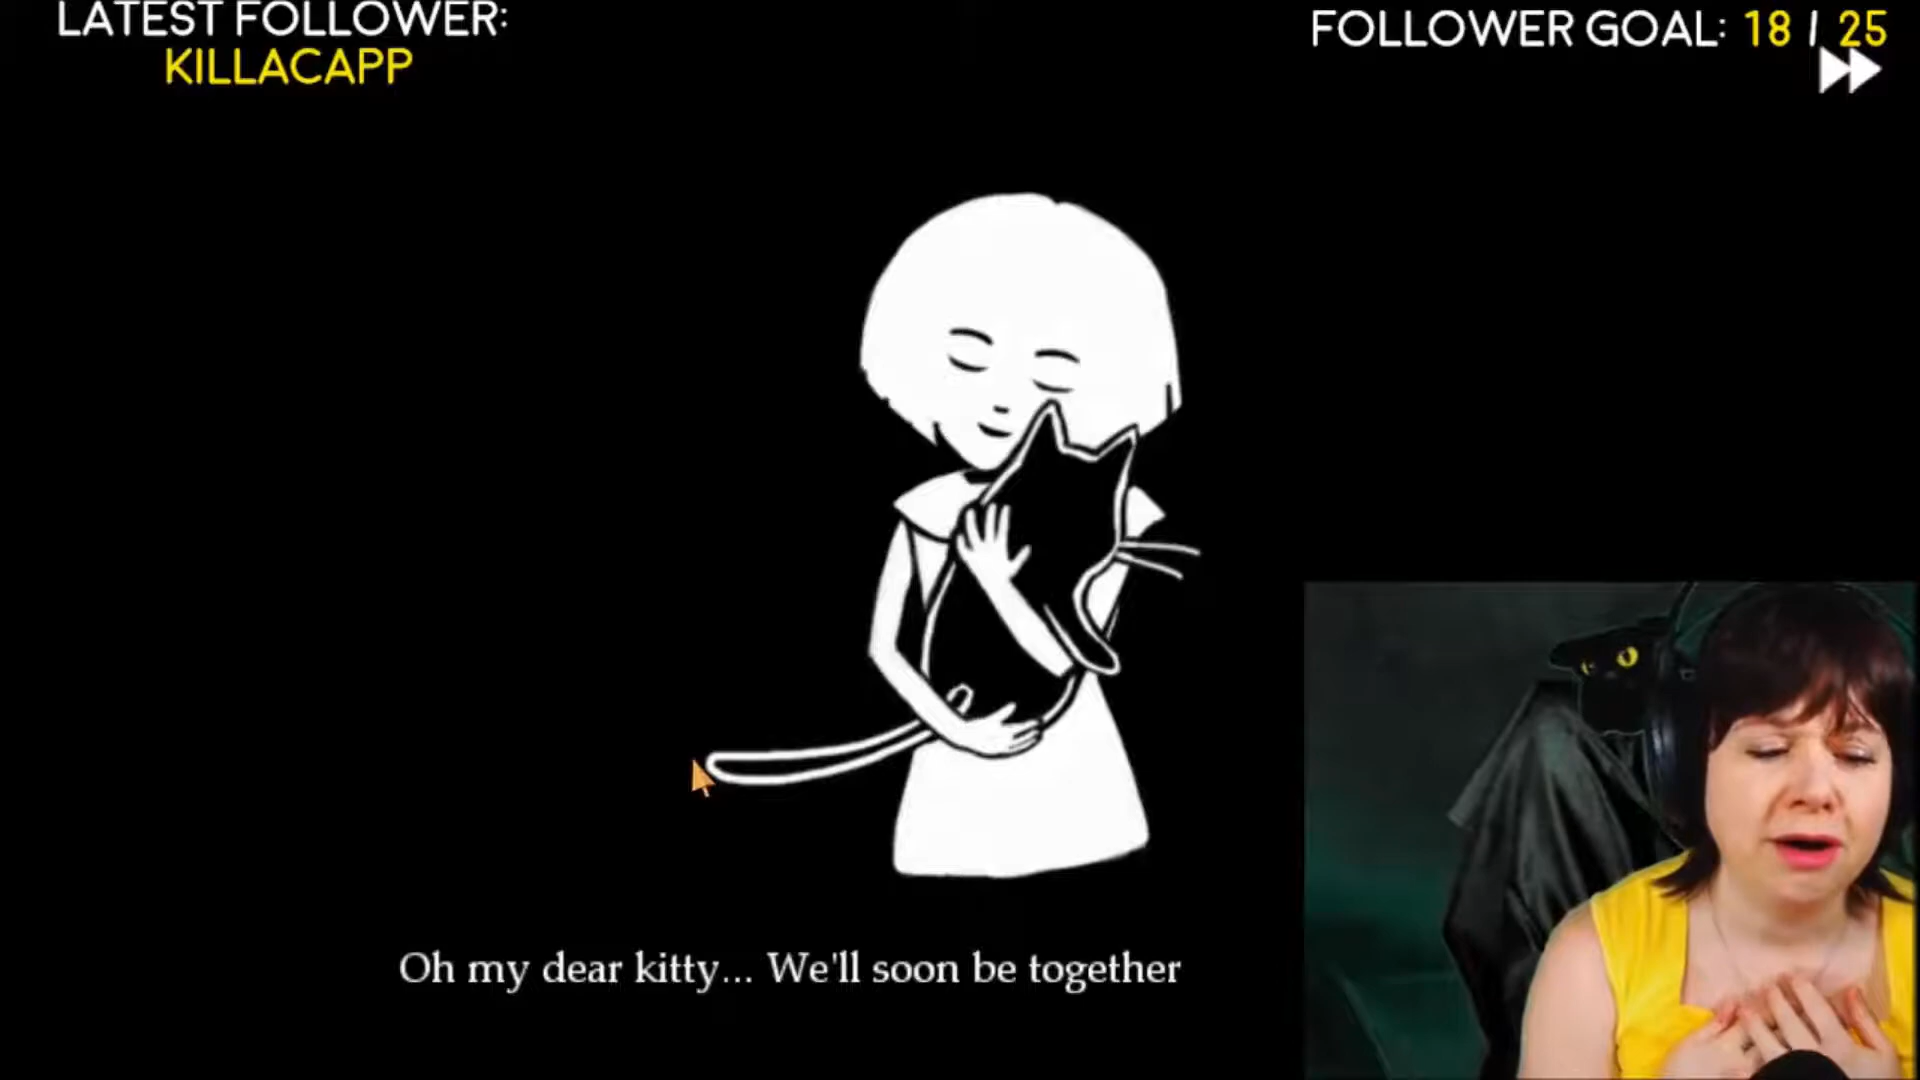 LATEST FOLLOWER:
KILLACAPP
FOLLOWER GOAL: 18 / 25
Oh my dear kitty... We'll soon be together